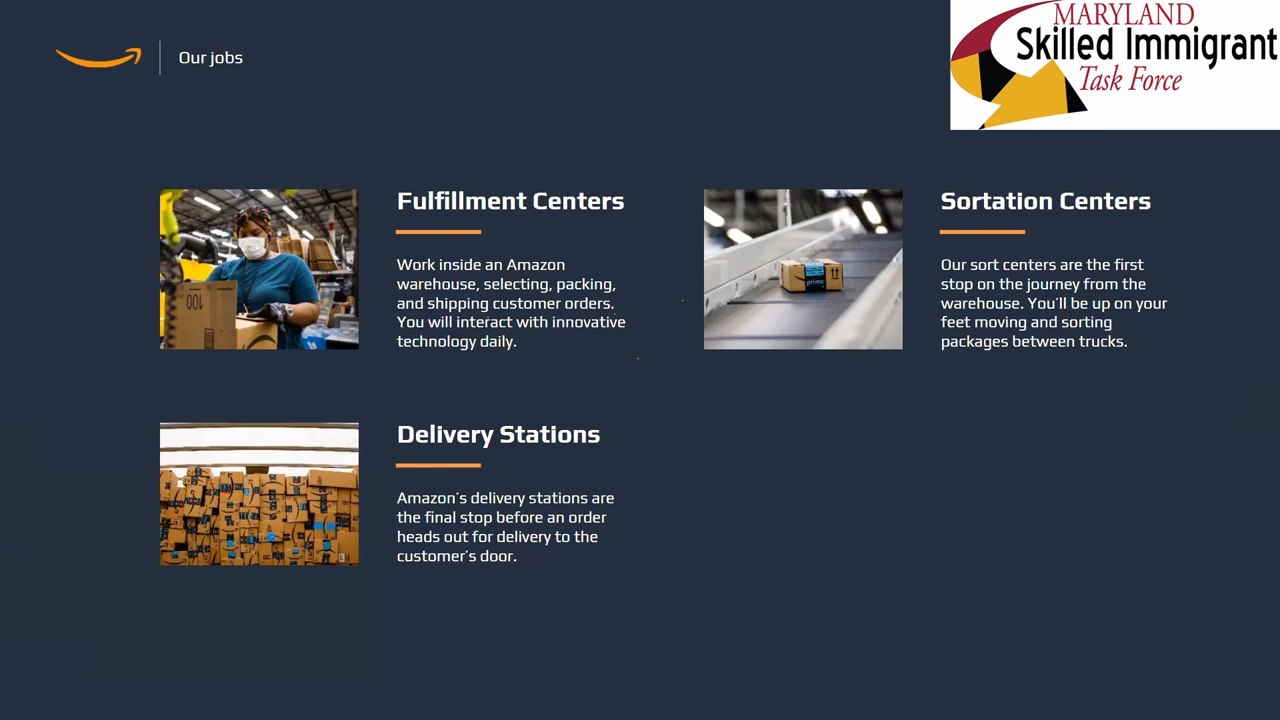 Our jobs
MARYLAND
Skilled Immigrant
Task Force
Fulfillment Centers
Work inside an Amazon
warehouse, selecting, packing,
and shipping customer orders.
You will interact with innovative
technology daily.
100
Sortation Centers
Our sort centers are the first
stop on the journey from the
warehouse. You’ll be up on your
feet moving and sorting
packages between trucks.
prime
Delivery Stations
Amazon’s delivery stations are
the final stop before an order
heads out for delivery to the
customer’s door.